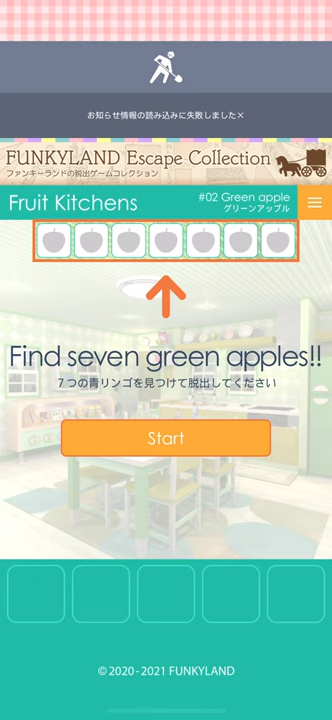 お知らせ情報の読み込みに失敗しました×
FUNKYLAND Escape Collection
ファンキーランドの脱出ゲームコレクション
Fruit Kitchens
#02 Green apple
グリーンアップル
Find seven green apples!!
７つの青リンゴを見つけて脱出してください
Start
© 2020-2021 FUNKYLAND